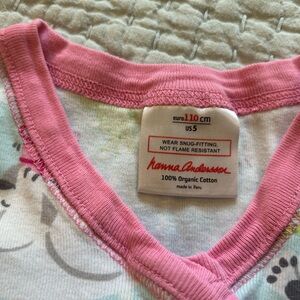 euro 110 cm
US 5
WEAR SNUG-FITTING.
NOT FLAME RESISTANT
hanna Andersson
100% Organic Cotton
made in Peru